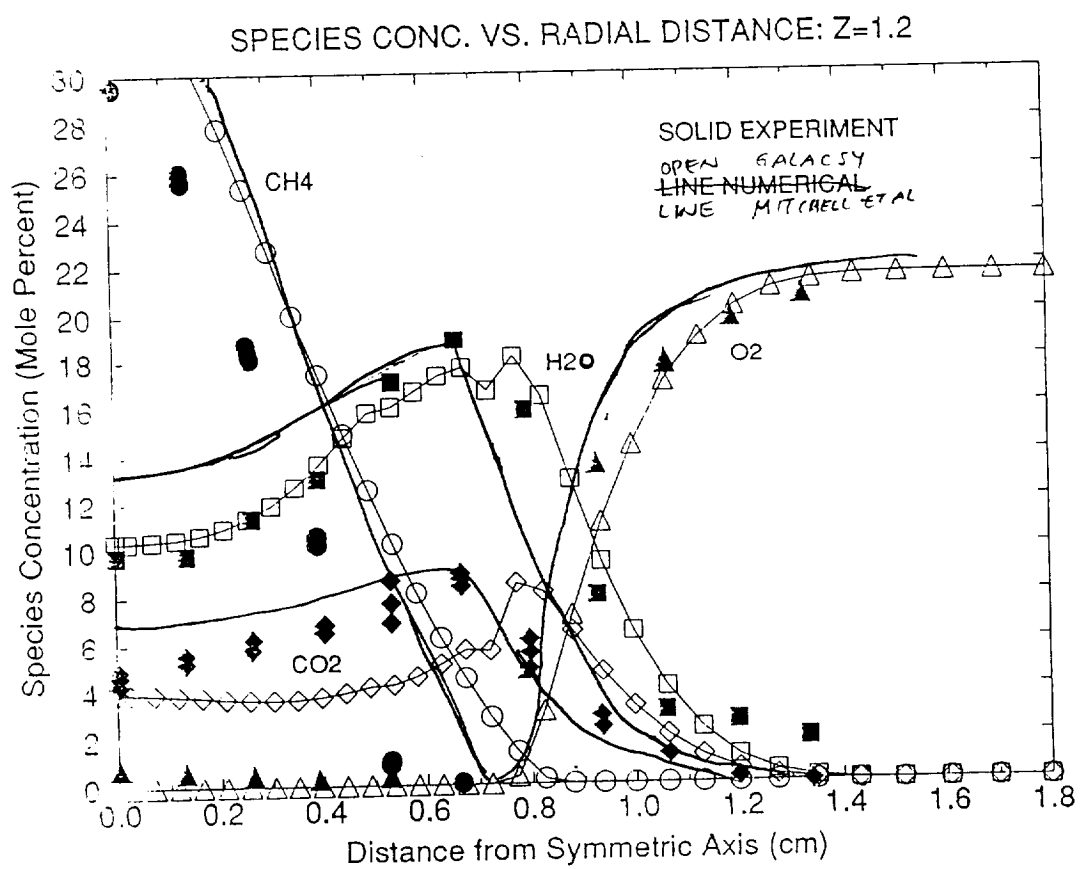 SPECIES CONC. VS. RADIAL DISTANCE: Z=1.2
Species Concentration (Mole Percent)
30
28
26
24
22
20
18
16
14
12
10
8
6
4
2
0
SOLID EXPERIMENT
OPEN GALACSY
LINE NUMERICAL
LINE MITCHELL ET AL
CH4
H2O
O2
CO2
0.0 0.2 0.4 0.6 0.8 1.0 1.2 1.4 1.6 1.8
Distance from Symmetric Axis (cm)